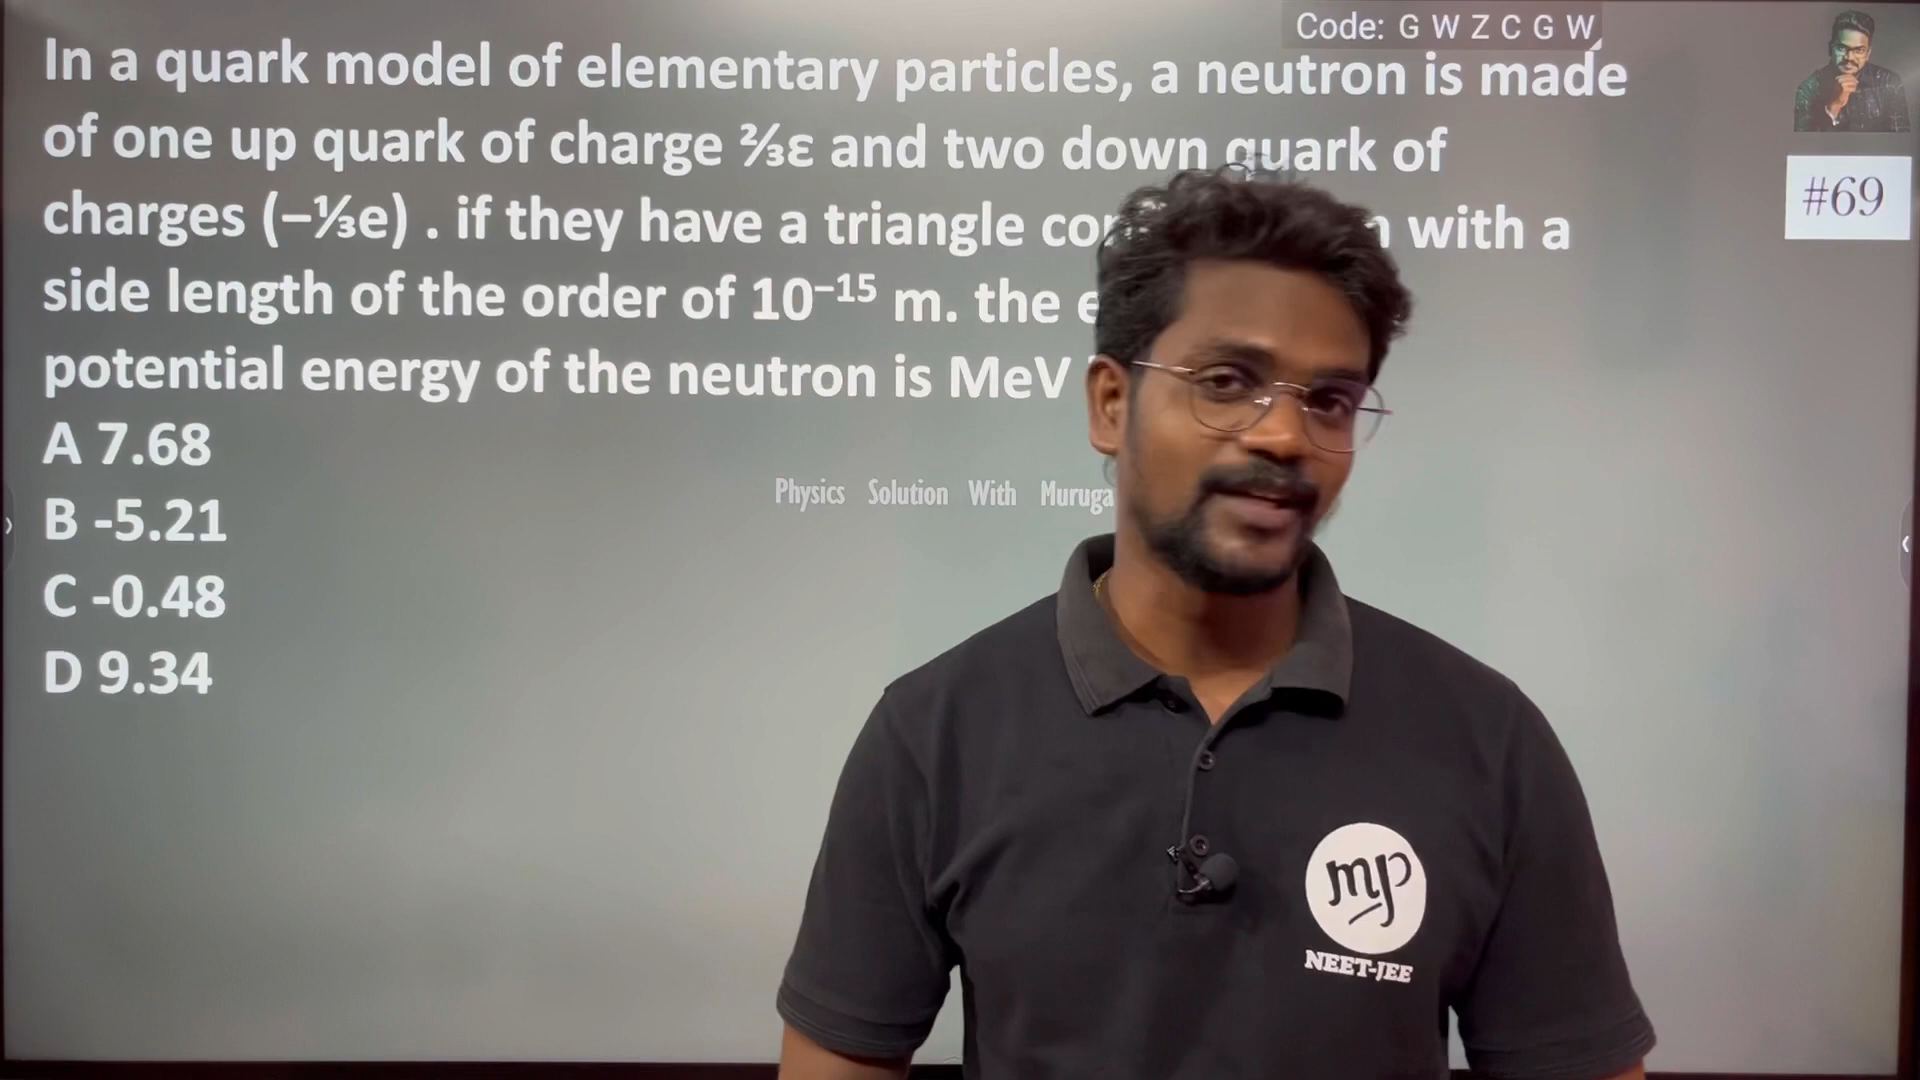 Code: G W Z C G W
In a quark model of elementary particles, a neutron is made
of one up quark of charge ⅔ε and two down quark of
charges (–⅓e) . if they have a triangle with a
side length of the order of 10⁻¹⁵ m. the
potential energy of the neutron is MeV
A 7.68
B -5.21
C -0.48
D 9.34
#69
Physics Solution With
mp
NEET-JEE